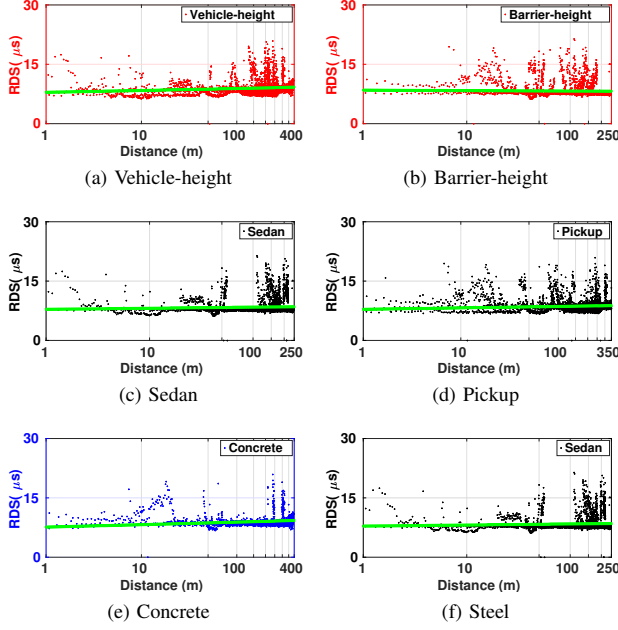 30
15
0
RDS( μs)
Vehicle-height
1
10
100
400
Distance (m)
(a) Vehicle-height
30
15
0
RDS( μs)
Barrier-height
1
10
100
250
Distance (m)
(b) Barrier-height
30
15
0
RDS( μs)
Sedan
1
10
100
250
Distance (m)
(c) Sedan
30
15
0
RDS( μs)
Pickup
1
10
100
350
Distance (m)
(d) Pickup
30
15
0
RDS( μs)
Concrete
1
10
100
400
Distance (m)
(e) Concrete
30
15
0
RDS( μs)
Sedan
1
10
100
250
Distance (m)
(f) Steel